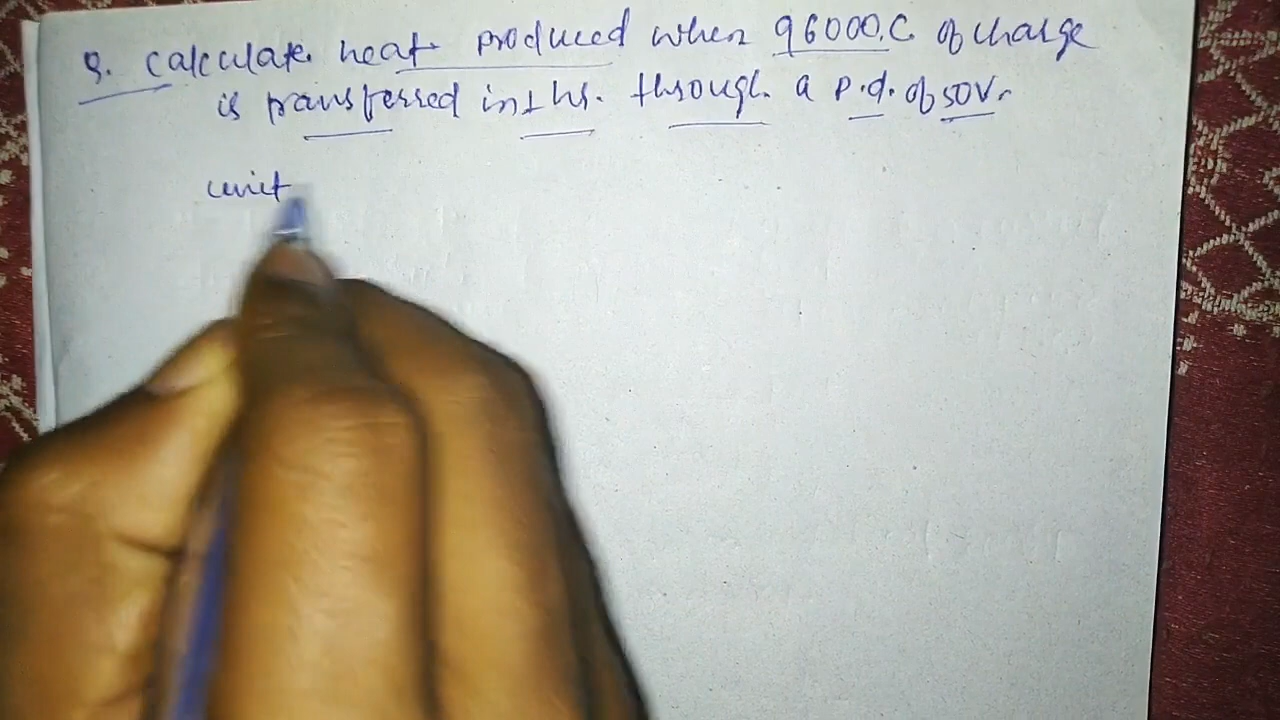 Q. Calculate heat produced when 96000.C of charge
is transferred in 1 hr. through a p.d. of 50V.
unit